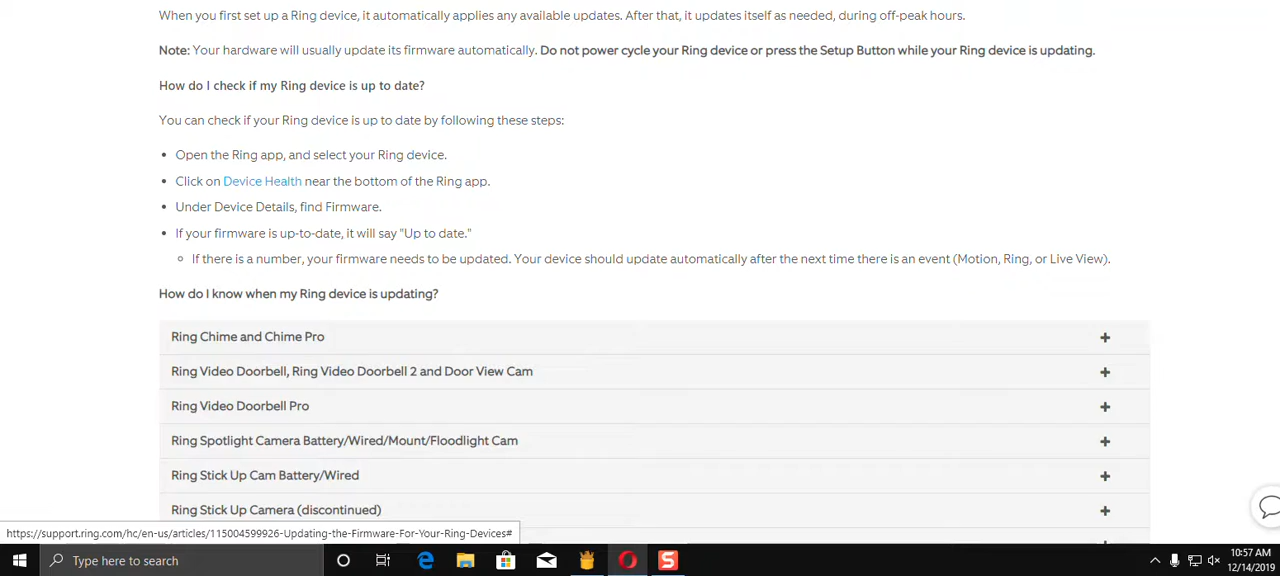 When you first set up a Ring device, it automatically applies any available updates. After that, it updates itself as needed, during off-peak hours.
Note: Your hardware will usually update its firmware automatically. Do not power cycle your Ring device or press the Setup Button while your Ring device is updating.
How do I check if my Ring device is up to date?
You can check if your Ring device is up to date by following these steps:
• Open the Ring app, and select your Ring device.
• Click on Device Health near the bottom of the Ring app.
• Under Device Details, find Firmware.
• If your firmware is up-to-date, it will say "Up to date."
◦ If there is a number, your firmware needs to be updated. Your device should update automatically after the next time there is an event (Motion, Ring, or Live View).
How do I know when my Ring device is updating?
Ring Chime and Chime Pro +
Ring Video Doorbell, Ring Video Doorbell 2 and Door View Cam +
Ring Video Doorbell Pro +
Ring Spotlight Camera Battery/Wired/Mount/Floodlight Cam +
Ring Stick Up Cam Battery/Wired +
Ring Stick Up Camera (discontinued) +
https://support.ring.com/hc/en-us/articles/115004599926-Updating-the-Firmware-For-Your-Ring-Devices#
Type here to search
10:57 AM
12/14/2019